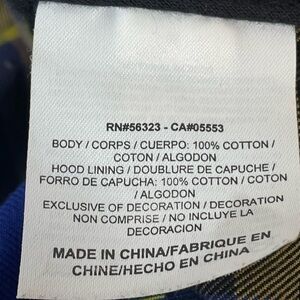 RN#56323 - CA#05553
BODY / CORPS / CUERPO: 100% COTTON /
COTON / ALGODON
HOOD LINING / DOUBLURE DE CAPUCHE /
FORRO DE CAPUCHA: 100% COTTON / COTON
/ ALGODON
EXCLUSIVE OF DECORATION / DECORATION
NON COMPRISE / NO INCLUYE LA
DECORACION
MADE IN CHINA/FABRIQUE EN
CHINE/HECHO EN CHINA